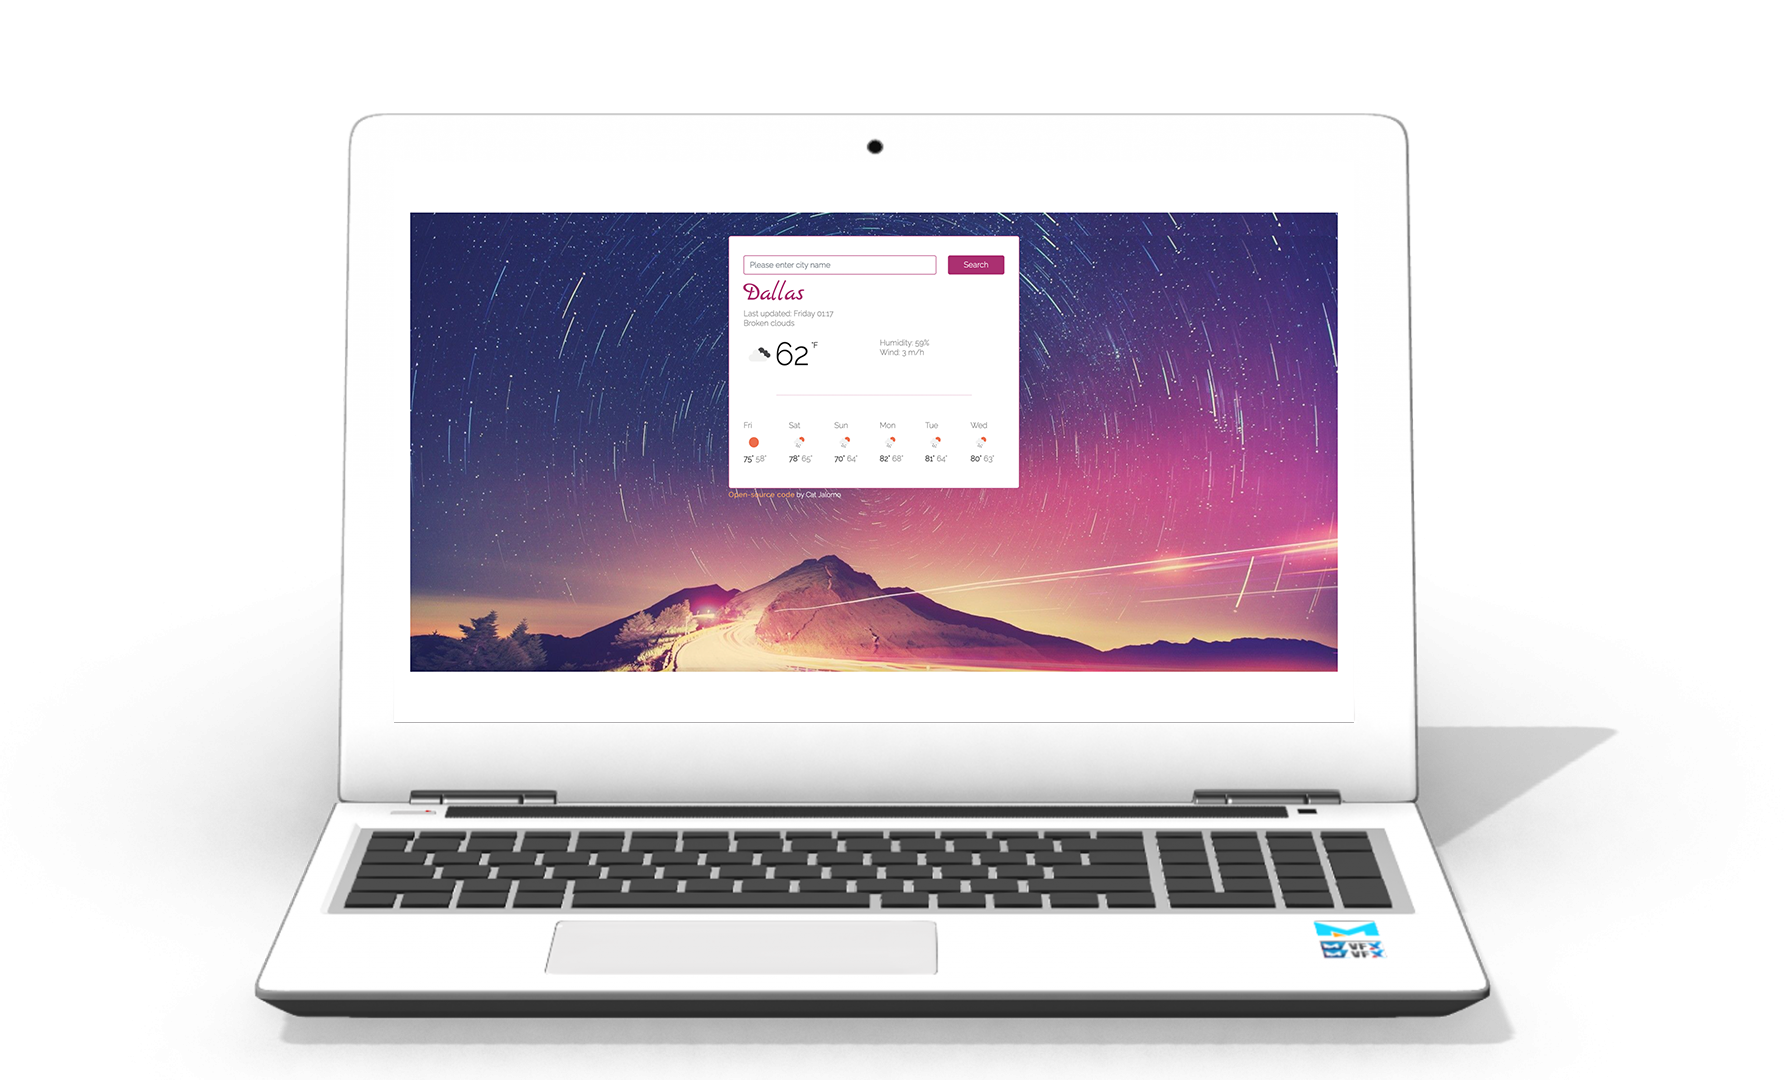 Please enter city name Search
Dallas
Last updated: Friday 01:17
Broken clouds
62 °F
Humidity: 59%
Wind: 3 m/h
Fri Sat Sun Mon Tue Wed
75° 58° 78° 65° 70° 64° 82° 68° 81° 64° 80° 63°
Open-source code by Cat Jalomo
VFX
VFX